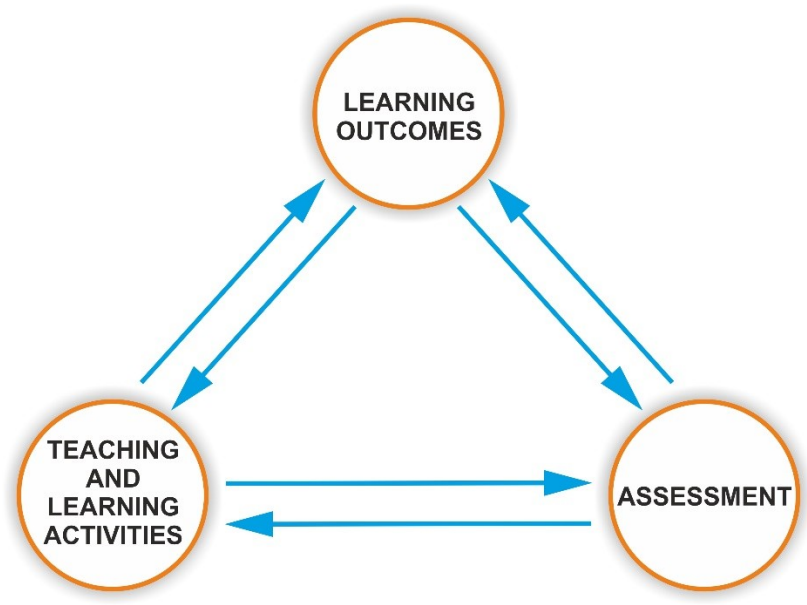 LEARNING
OUTCOMES
TEACHING
AND
LEARNING
ACTIVITIES
ASSESSMENT